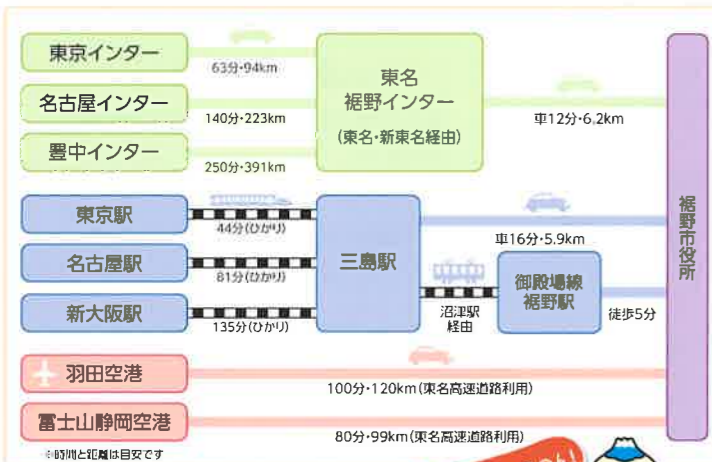 東京インター
63分・94km
名古屋インター
140分・223km
豊中インター
250分・391km
東名
裾野インター
(東名・新東名経由)
車12分・6.2km
東京駅
44分(ひかり)
名古屋駅
81分(ひかり)
新大阪駅
135分(ひかり)
三島駅
車16分・5.9km
沼津駅
経由
御殿場線
裾野駅
徒歩5分
羽田空港
100分・120km(東名高速道路利用)
富士山静岡空港
80分・99km(東名高速道路利用)
※時間と距離は目安です
裾野市役所